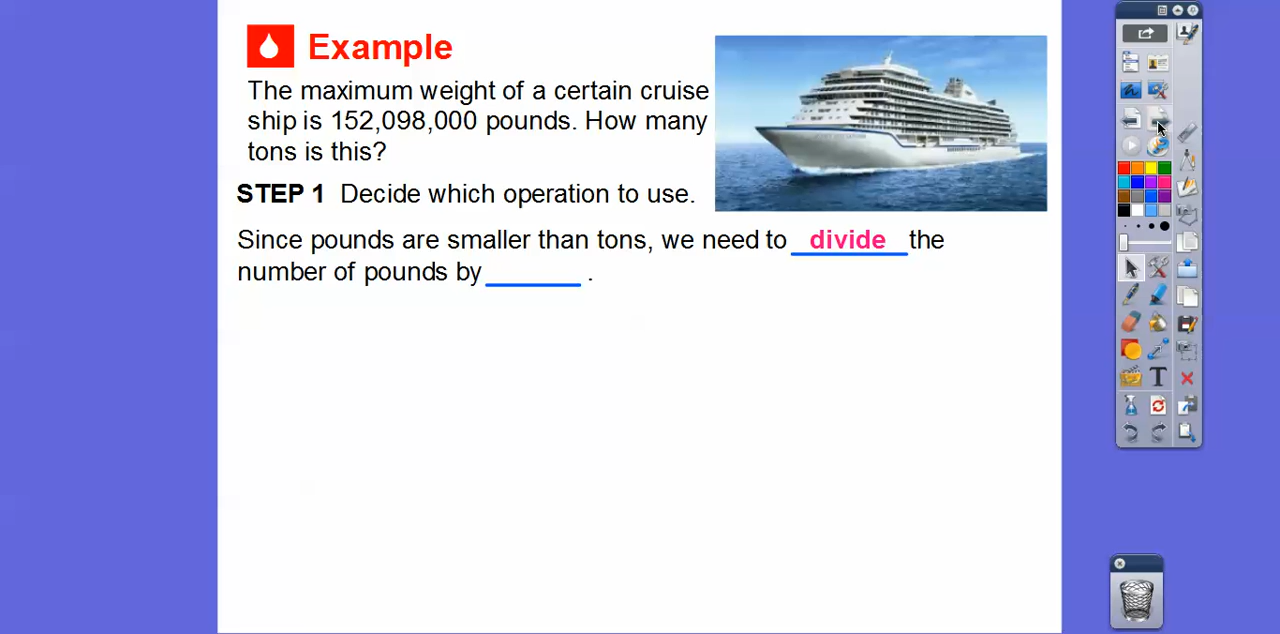 Example
The maximum weight of a certain cruise
ship is 152,098,000 pounds. How many
tons is this?
STEP 1 Decide which operation to use.
Since pounds are smaller than tons, we need to divide the
number of pounds by ______ .